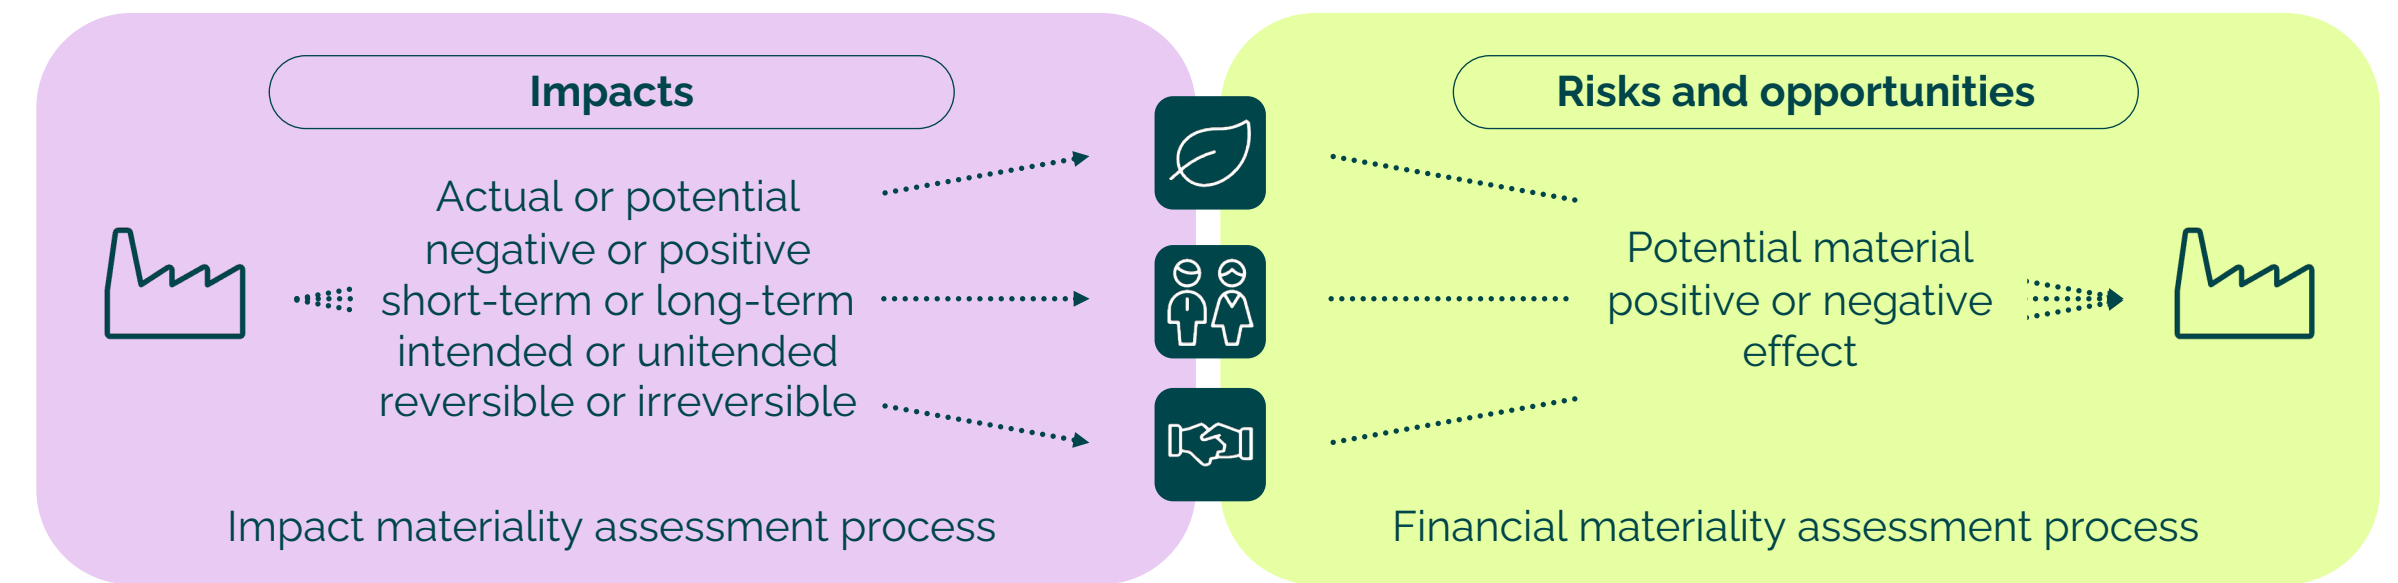 Impacts
Actual or potential
negative or positive
short-term or long-term
intended or unitended
reversible or irreversible
Impact materiality assessment process
Risks and opportunities
Potential material
positive or negative
effect
Financial materiality assessment process